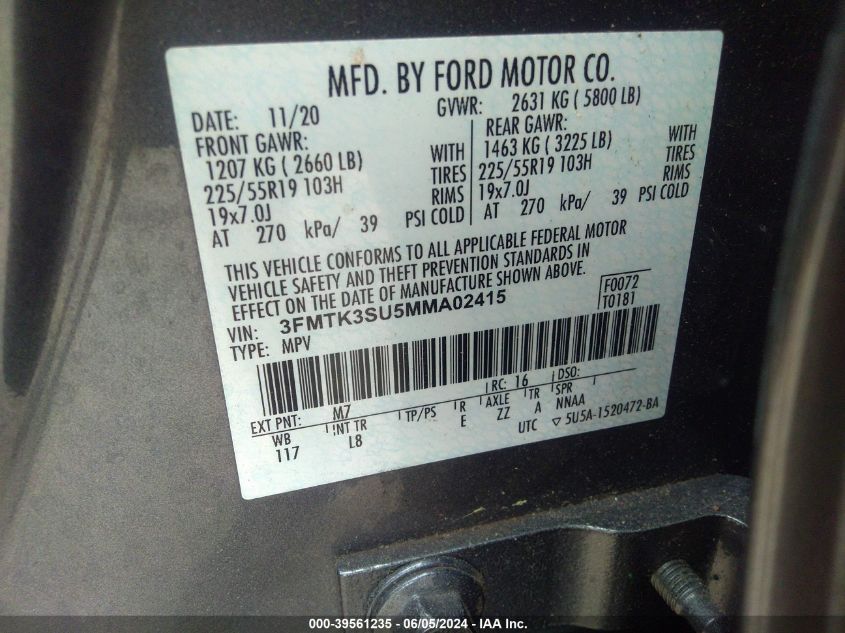 MFD. BY FORD MOTOR CO.
DATE: 11/20 GVWR: 2631 KG ( 5800 LB)
FRONT GAWR: REAR GAWR:
1207 KG ( 2660 LB) WITH 1463 KG ( 3225 LB) WITH
225/55R19 103H TIRES 225/55R19 103H TIRES
19x7.0J RIMS 19x7.0J RIMS
AT 270 kPa/ 39 PSI COLD AT 270 kPa/ 39 PSI COLD
THIS VEHICLE CONFORMS TO ALL APPLICABLE FEDERAL MOTOR
VEHICLE SAFETY AND THEFT PREVENTION STANDARDS IN
EFFECT ON THE DATE OF MANUFACTURE SHOWN ABOVE.
VIN: 3FMTK3SU5MMA02415 F0072
TYPE: MPV T0181
EXT PNT: M7 RC: 16 DSO:
WB INT TR TP/PS R AXLE TR SPR
117 L8 E ZZ A NNAA
UTC ▽ 5U5A-1520472-BA
000-39561235 - 06/05/2024 - IAA Inc.